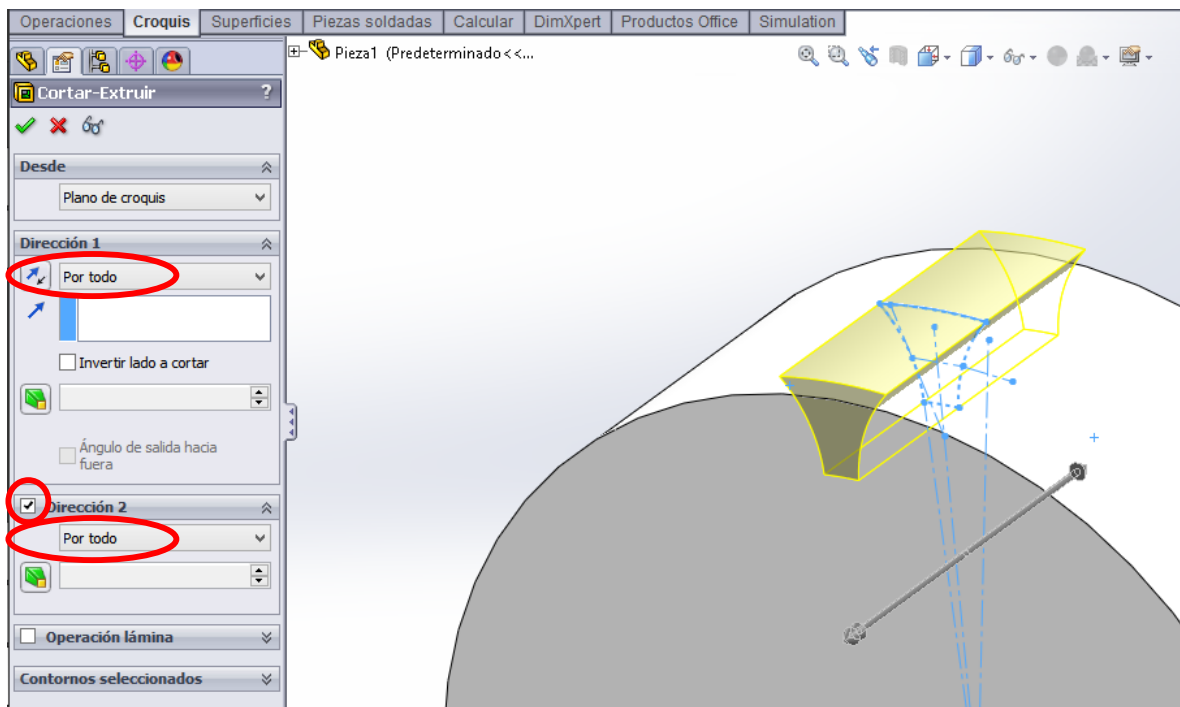 Operaciones Croquis Superficies Piezas soldadas Calcular DimXpert Productos Office Simulation
Pieza1 (Predeterminado<<...
Cortar-Extruir ?
Desde
Plano de croquis
Dirección 1
Por todo
Invertir lado a cortar
Ángulo de salida hacia
fuera
Dirección 2
Por todo
Operación lámina
Contornos seleccionados